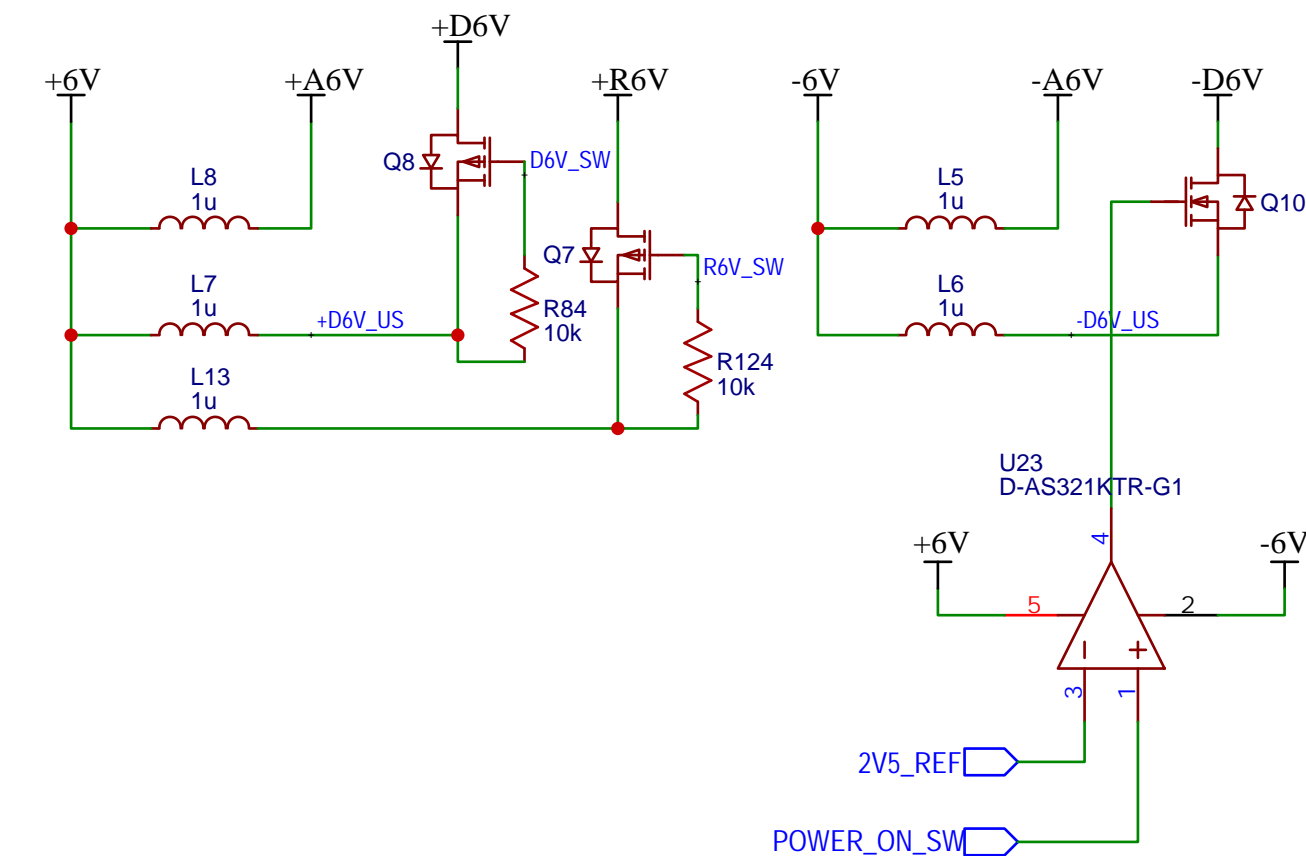 +D6V
+6V
+A6V
+R6V
-6V
-A6V
-D6V
Q8
D6V_SW
L8
1u
L5
1u
Q10
Q7
R6V_SW
L7
1u
+D6V_US
R84
10k
L6
1u
-D6V_US
L13
1u
R124
10k
U23
D-AS321KTR-G1
4
+6V
-6V
5
2
3
1
2V5_REF
POWER_ON_SW